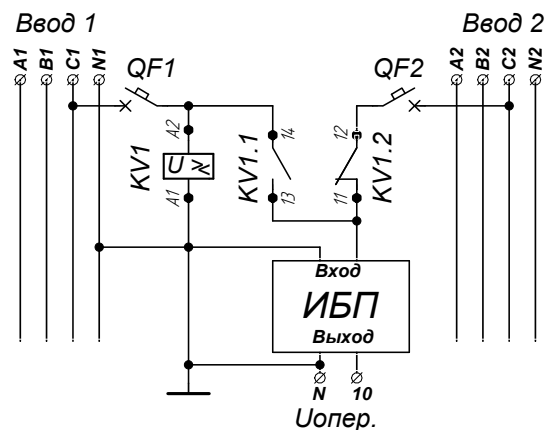 Ввод 1
Ввод 2
A1
B1
C1
N1
A2
B2
C2
N2
QF1
QF2
A2
KV1
U
A1
14
KV1.1
13
12
KV1.2
11
Вход
ИБП
Выход
N
10
Uопер.